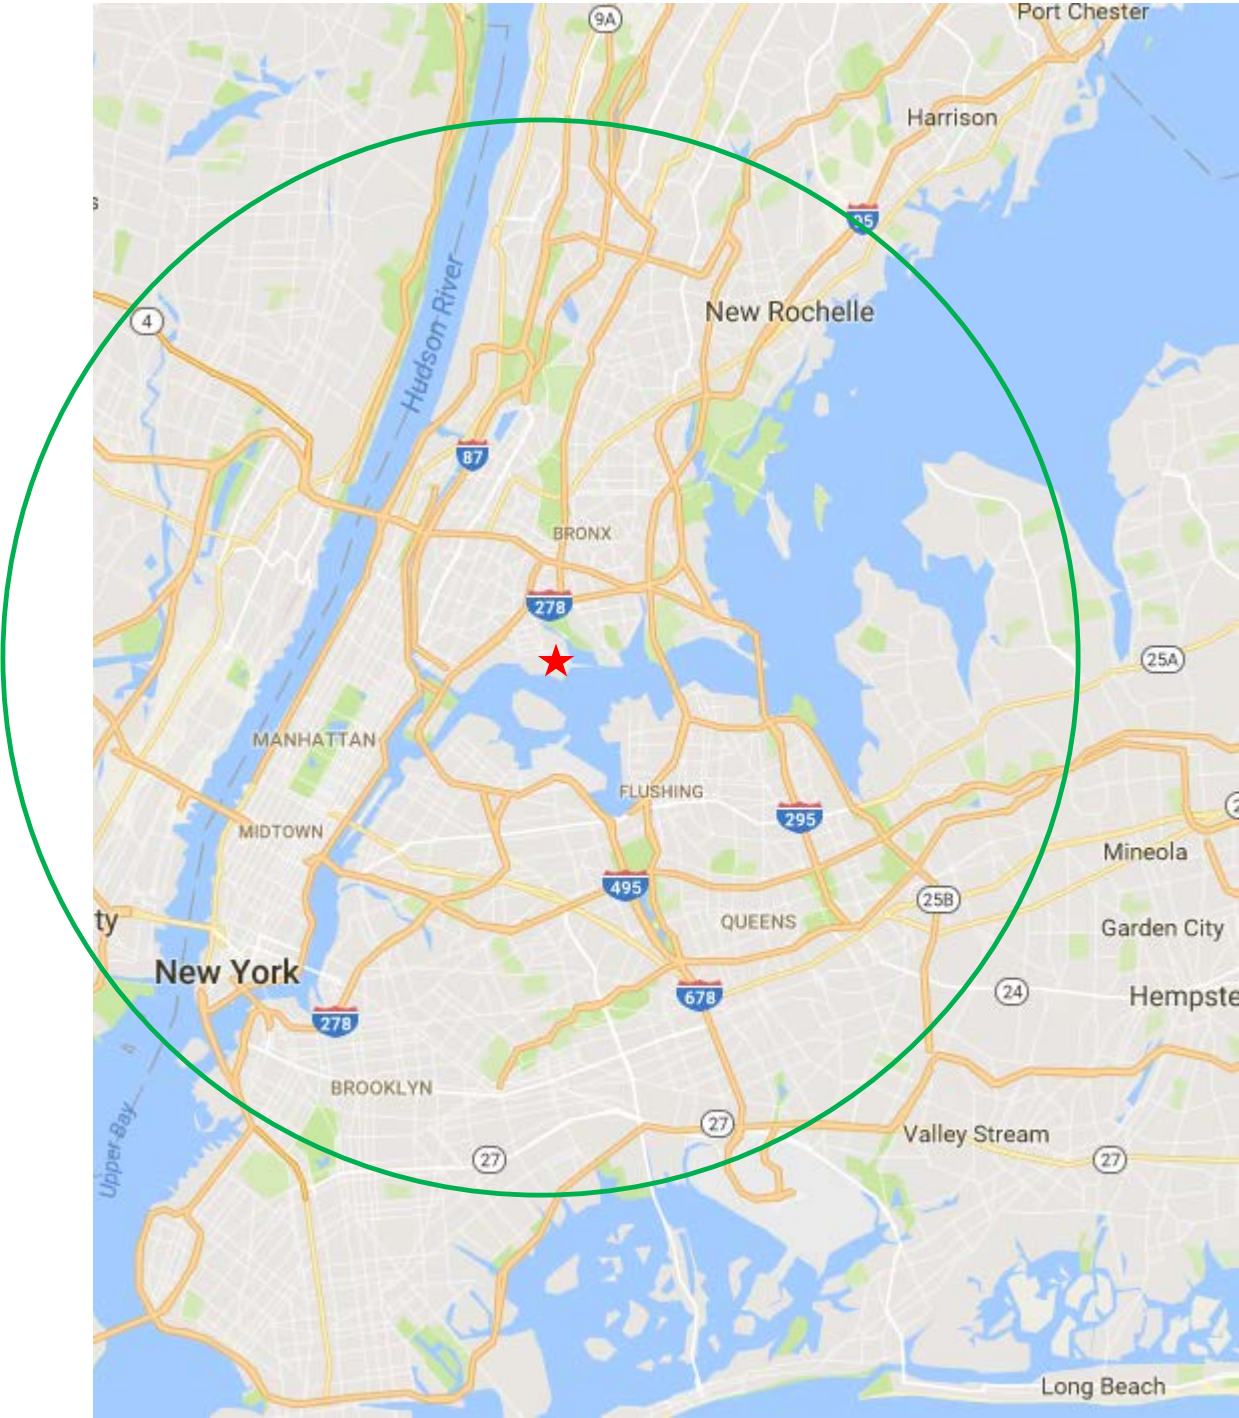 9A
Port Chester
Harrison
s
95
Hudson River
New Rochelle
4
87
BRONX
278
25A
MANHATTAN
FLUSHING
MIDTOWN
295
2
Mineola
495
25B
ty
QUEENS
Garden City
New York
678
24
Hempste
278
BROOKLYN
27
Upper Bay
Valley Stream
27
27
Long Beach